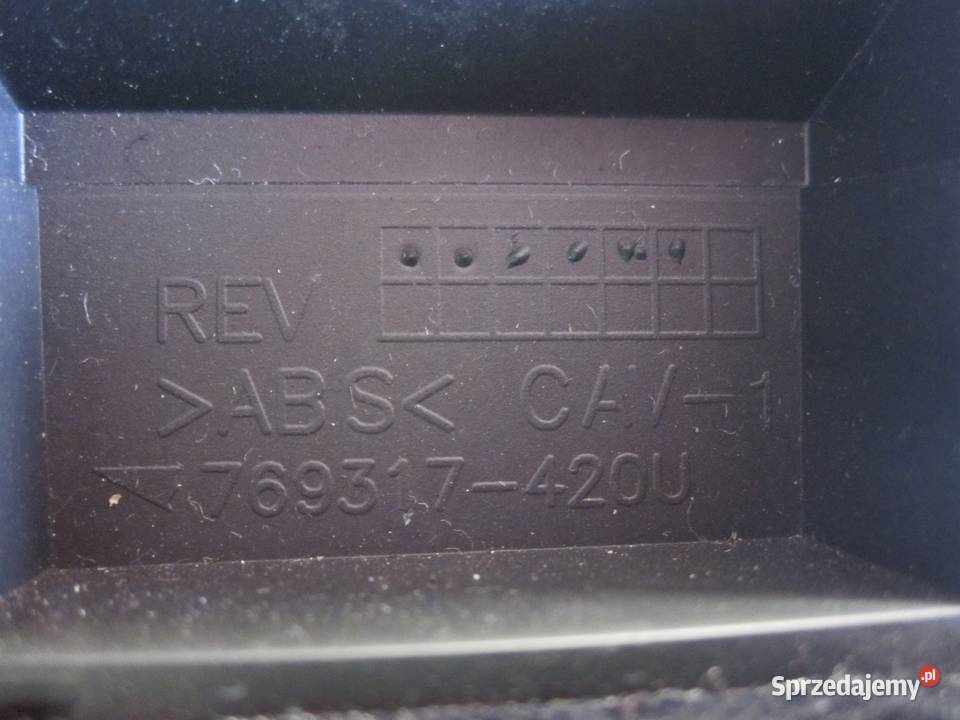 REV
>ABS< CAV-1
769317-420U
Sprzedajemy.pl